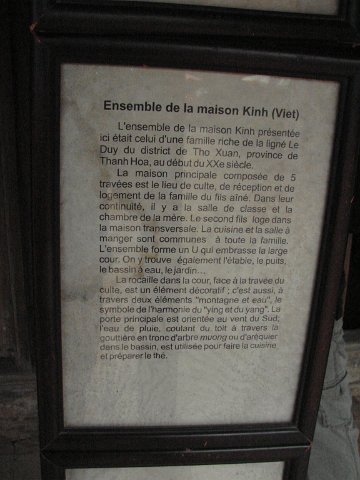 Ensemble de la maison Kinh (Viet)
L'ensemble de la maison Kinh présentée
ici était celui d'une famille riche de la ligné Le
Duy du district de Tho Xuan, province de
Thanh Hoa, au début du XXe siècle.
La maison principale composée de 5
travées est le lieu de culte, de réception et de
logement de la famille du fils aîné. Dans leur
continuité, il y a la salle de classe et la
chambre de la mère. Le second fils loge dans
la maison transversale. La cuisine et la salle à
manger sont communes à toute la famille.
L'ensemble forme un U qui embrasse la large
cour. On y trouve également l'étable, le puits,
le bassin à eau, le jardin...
La rocaille dans la cour, face à la travée du
culte, est un élément décoratif ; c'est aussi, à
travers deux éléments "montagne et eau", le
symbole de l'harmonie du "ying et du yang". La
porte principale est orientée au vent du Sud;
l'eau de pluie, coulant du toit à travers la
gouttière en tronc d'arbre muong ou d'aréquier
dans le bassin, est utilisée pour faire la cuisine
et préparer le thé.